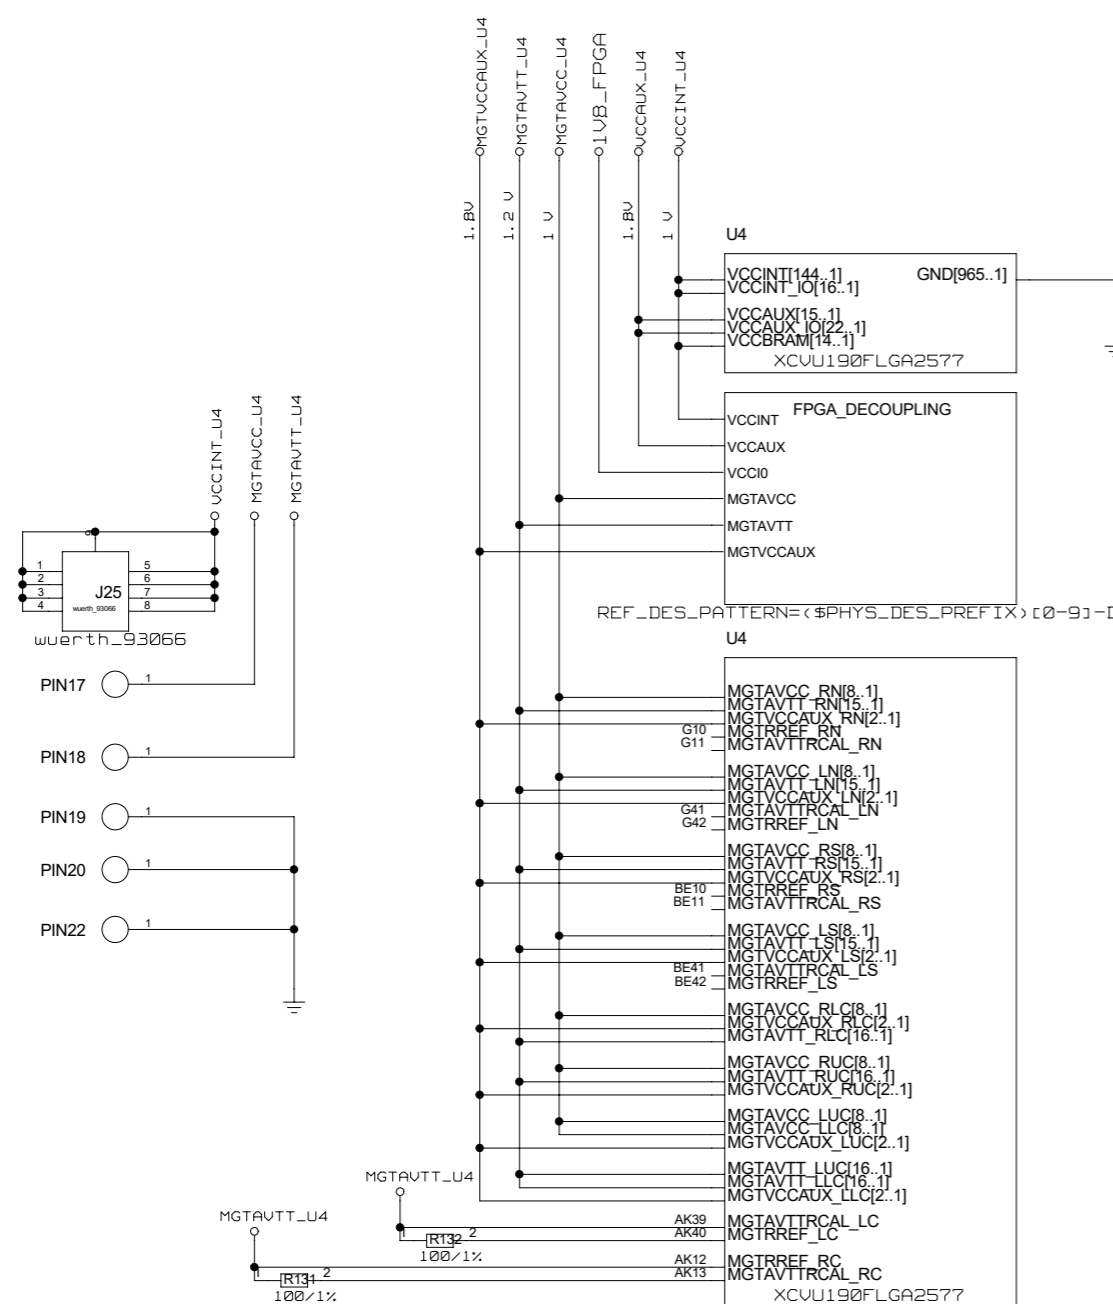 MGTVCCAUX_U4
MGTAVTT_U4
MGTAVCC_U4
1V8_FPGA
VCCAUX_U4
VCCINT_U4
1.8V
1.2 V
1 V
1.8V
1 V
U4
VCCINT[144..1]
GND[965..1]
VCCINT_IO[16..1]
VCCAUX[15..1]
VCCAUX_IO[22..1]
VCCBRAM[14..1]
XCVU190FLGA2577
FPGA_DECOUPLING
VCCINT
VCCAUX
VCCIO
MGTAVCC
MGTAVTT
MGTVCCAUX
REF_DES_PATTERN=($PHYS_DES_PREFIX)[0-9]-D
VCCINT_U4
MGTAVCC_U4
MGTAVTT_U4
9
1 5
2 6
3 7
4 8
J25
wuerth_93066
wuerth_93066
PIN17 1
PIN18 1
PIN19 1
PIN20 1
PIN22 1
U4
MGTAVCC_RN[8..1]
MGTAVTT_RN[15..1]
MGTVCCAUX_RN[2..1]
G10 MGTRREF_RN
G11 MGTAVTTRCAL_RN
MGTAVCC_LN[8..1]
MGTAVTT_LN[15..1]
MGTVCCAUX_LN[2..1]
G41 MGTAVTTRCAL_LN
G42 MGTRREF_LN
MGTAVCC_RS[8..1]
MGTAVTT_RS[15..1]
MGTVCCAUX_RS[2..1]
BE10 MGTRREF_RS
BE11 MGTAVTTRCAL_RS
MGTAVCC_LS[8..1]
MGTAVTT_LS[15..1]
MGTVCCAUX_LS[2..1]
BE41 MGTAVTTRCAL_LS
BE42 MGTRREF_LS
MGTAVCC_RLC[8..1]
MGTVCCAUX_RLC[2..1]
MGTAVTT_RLC[16..1]
MGTAVCC_RUC[8..1]
MGTAVTT_RUC[16..1]
MGTVCCAUX_RUC[2..1]
MGTAVCC_LUC[8..1]
MGTAVCC_LLC[8..1]
MGTVCCAUX_LUC[2..1]
MGTAVTT_LUC[16..1]
MGTAVTT_LLC[16..1]
MGTVCCAUX_LLC[2..1]
MGTAVTT_U4
AK39 MGTAVTTRCAL_LC
1 R132 2 AK40 MGTRREF_LC
100/1%
MGTAVTT_U4
AK12 MGTRREF_RC
1 R131 2 AK13 MGTAVTTRCAL_RC
100/1%
XCVU190FLGA2577